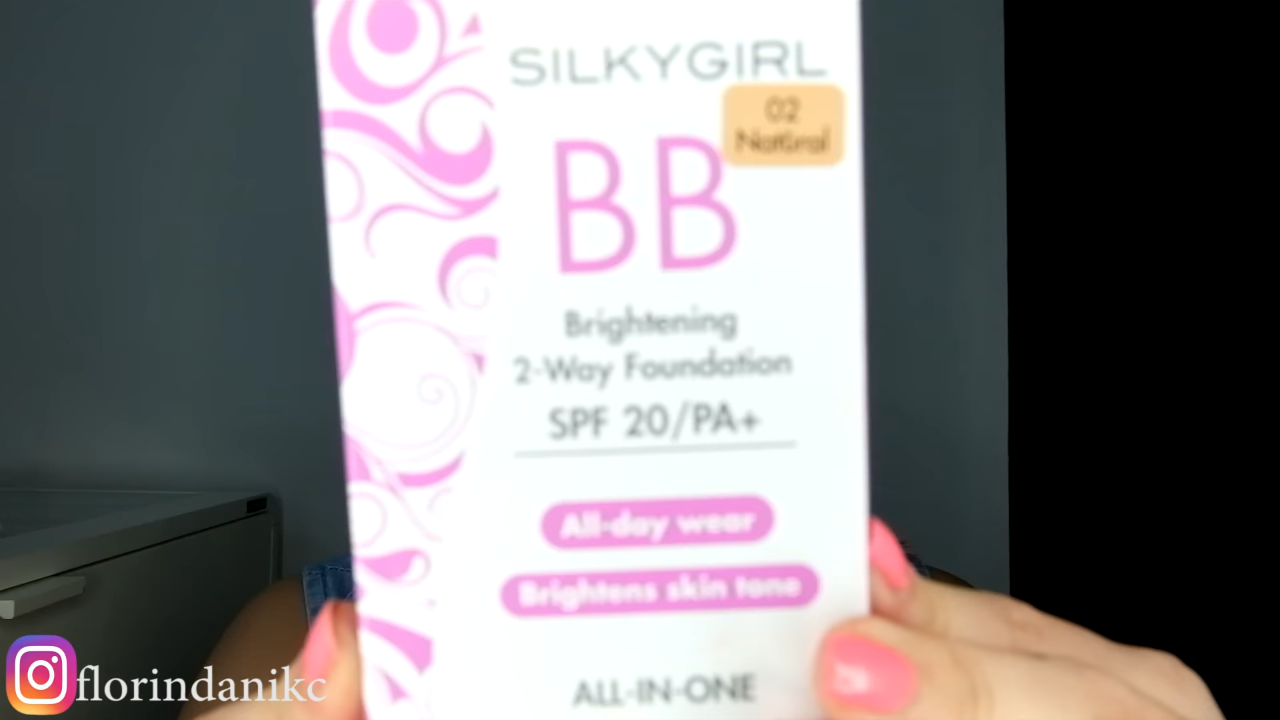 SILKYGIRL
02
Natural
BB
Brightening
2-Way Foundation
SPF 20/PA+
All-day wear
Brightens skin tone
ALL-IN-ONE
florindanikc